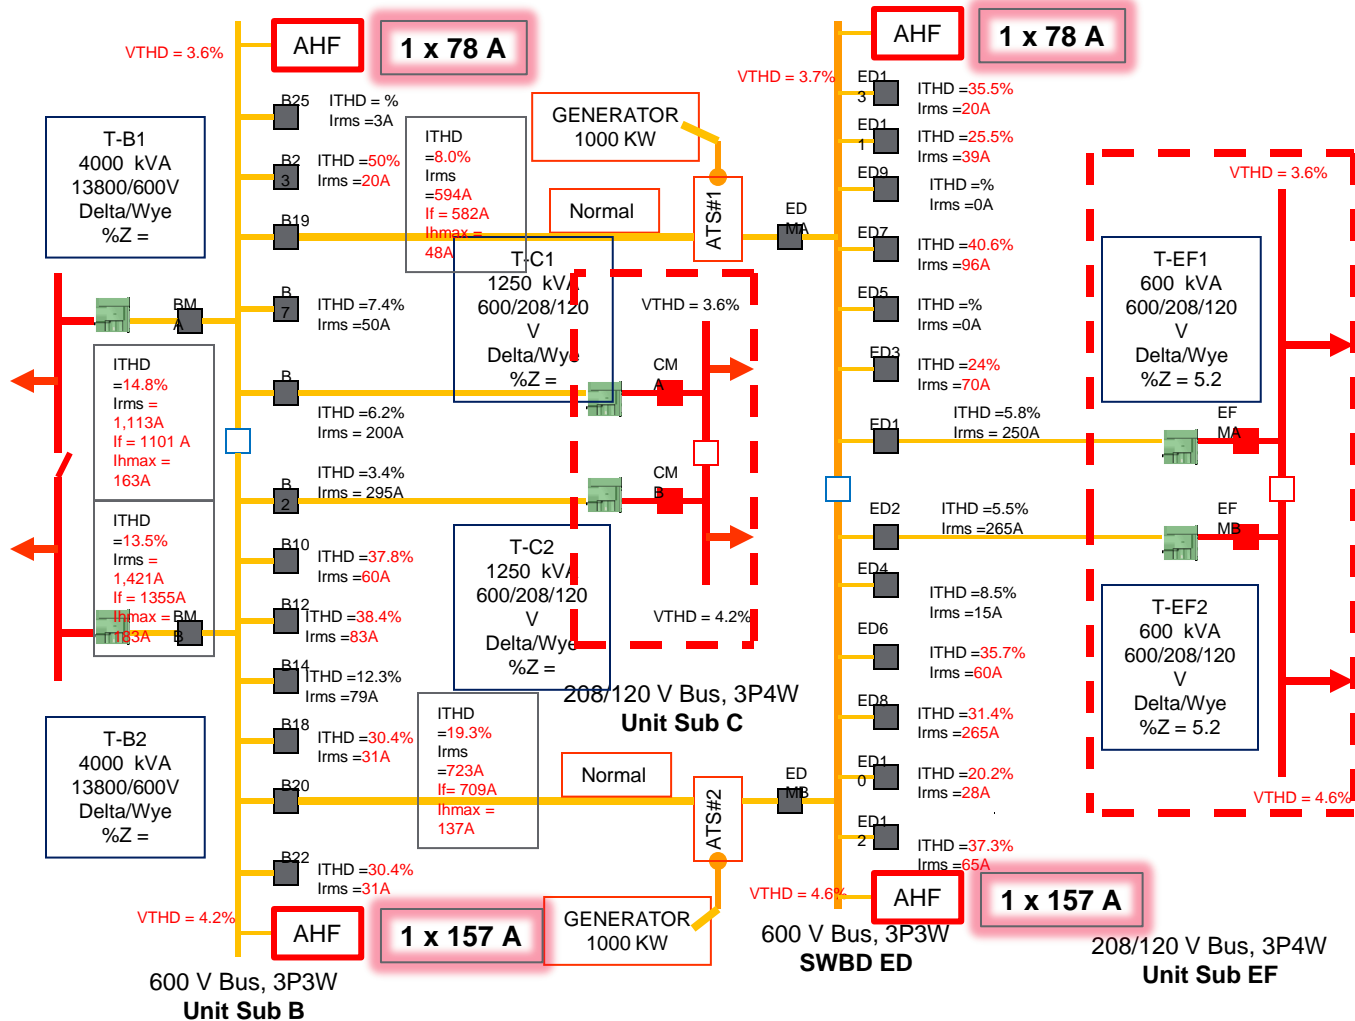 AHF
1 x 78 A
VTHD = 3.6%
B25
ITHD = %
Irms =3A
B2
3
ITHD =50%
Irms =20A
B19
T-B1
4000 kVA
13800/600V
Delta/Wye
%Z =
ITHD
=8.0%
Irms
=594A
If = 582A
Ihmax =
48A
GENERATOR
1000 KW
Normal
ATS#1
ED
MA
B
7
ITHD =7.4%
Irms =50A
BM
A
T-C1
1250 kVA
600/208/120
V
Delta/Wye
%Z =
VTHD = 3.6%
CM
A
ITHD
=14.8%
Irms =
1,113A
If = 1101 A
Ihmax =
163A
B
ITHD =6.2%
Irms = 200A
B
2
ITHD =3.4%
Irms = 295A
CM
B
ITHD
=13.5%
Irms =
1,421A
If = 1355A
Ihmax =
183A
BM
B
B10
ITHD =37.8%
Irms =60A
B12
ITHD =38.4%
Irms =83A
B14
ITHD =12.3%
Irms =79A
T-C2
1250 kVA
600/208/120
V
Delta/Wye
%Z =
VTHD =4.2%
208/120 V Bus, 3P4W
Unit Sub C
T-B2
4000 kVA
13800/600V
Delta/Wye
%Z =
B18
ITHD =30.4%
Irms =31A
B20
ITHD
=19.3%
Irms
=723A
If= 709A
Ihmax =
137A
Normal
ATS#2
ED
MB
B22
ITHD =30.4%
Irms =31A
VTHD = 4.2%
AHF
1 x 157 A
GENERATOR
1000 KW
600 V Bus, 3P3W
Unit Sub B
AHF
1 x 78 A
VTHD = 3.7%
ED1
3
ITHD =35.5%
Irms =20A
ED1
1
ITHD =25.5%
Irms =39A
ED9
ITHD =%
Irms =0A
ED7
ITHD =40.6%
Irms =96A
ED5
ITHD =%
Irms =0A
ED3
ITHD =24%
Irms =70A
ED1
ITHD =5.8%
Irms = 250A
ED2
ITHD =5.5%
Irms =265A
ED4
ITHD =8.5%
Irms =15A
ED6
ITHD =35.7%
Irms =60A
ED8
ITHD =31.4%
Irms =265A
ED1
0
ITHD =20.2%
Irms =28A
ED1
2
ITHD =37.3%
Irms =65A
VTHD = 4.6%
AHF
1 x 157 A
600 V Bus, 3P3W
SWBD ED
VTHD = 3.6%
T-EF1
600 kVA
600/208/120
V
Delta/Wye
%Z = 5.2
EF
MA
EF
MB
T-EF2
600 kVA
600/208/120
V
Delta/Wye
%Z = 5.2
VTHD = 4.6%
208/120 V Bus, 3P4W
Unit Sub EF